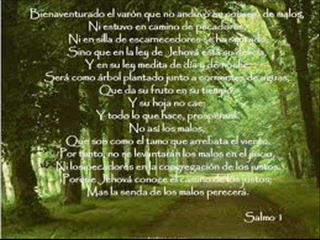 Bienaventurado el varón que no anduvo en consejo de malos,
Ni estuvo en camino de pecadores,
Ni en silla de escarnecedores se ha sentado;
Sino que en la ley de Jehová está su delicia,
Y en su ley medita de día y de noche.
Será como árbol plantado junto a corrientes de aguas,
Que da su fruto en su tiempo,
Y su hoja no cae;
Y todo lo que hace, prosperará.
No así los malos,
Que son como el tamo que arrebata el viento.
Por tanto, no se levantarán los malos en el juicio,
Ni los pecadores en la congregación de los justos;
Porque Jehová conoce el camino de los justos;
Mas la senda de los malos perecerá.
Salmo 1